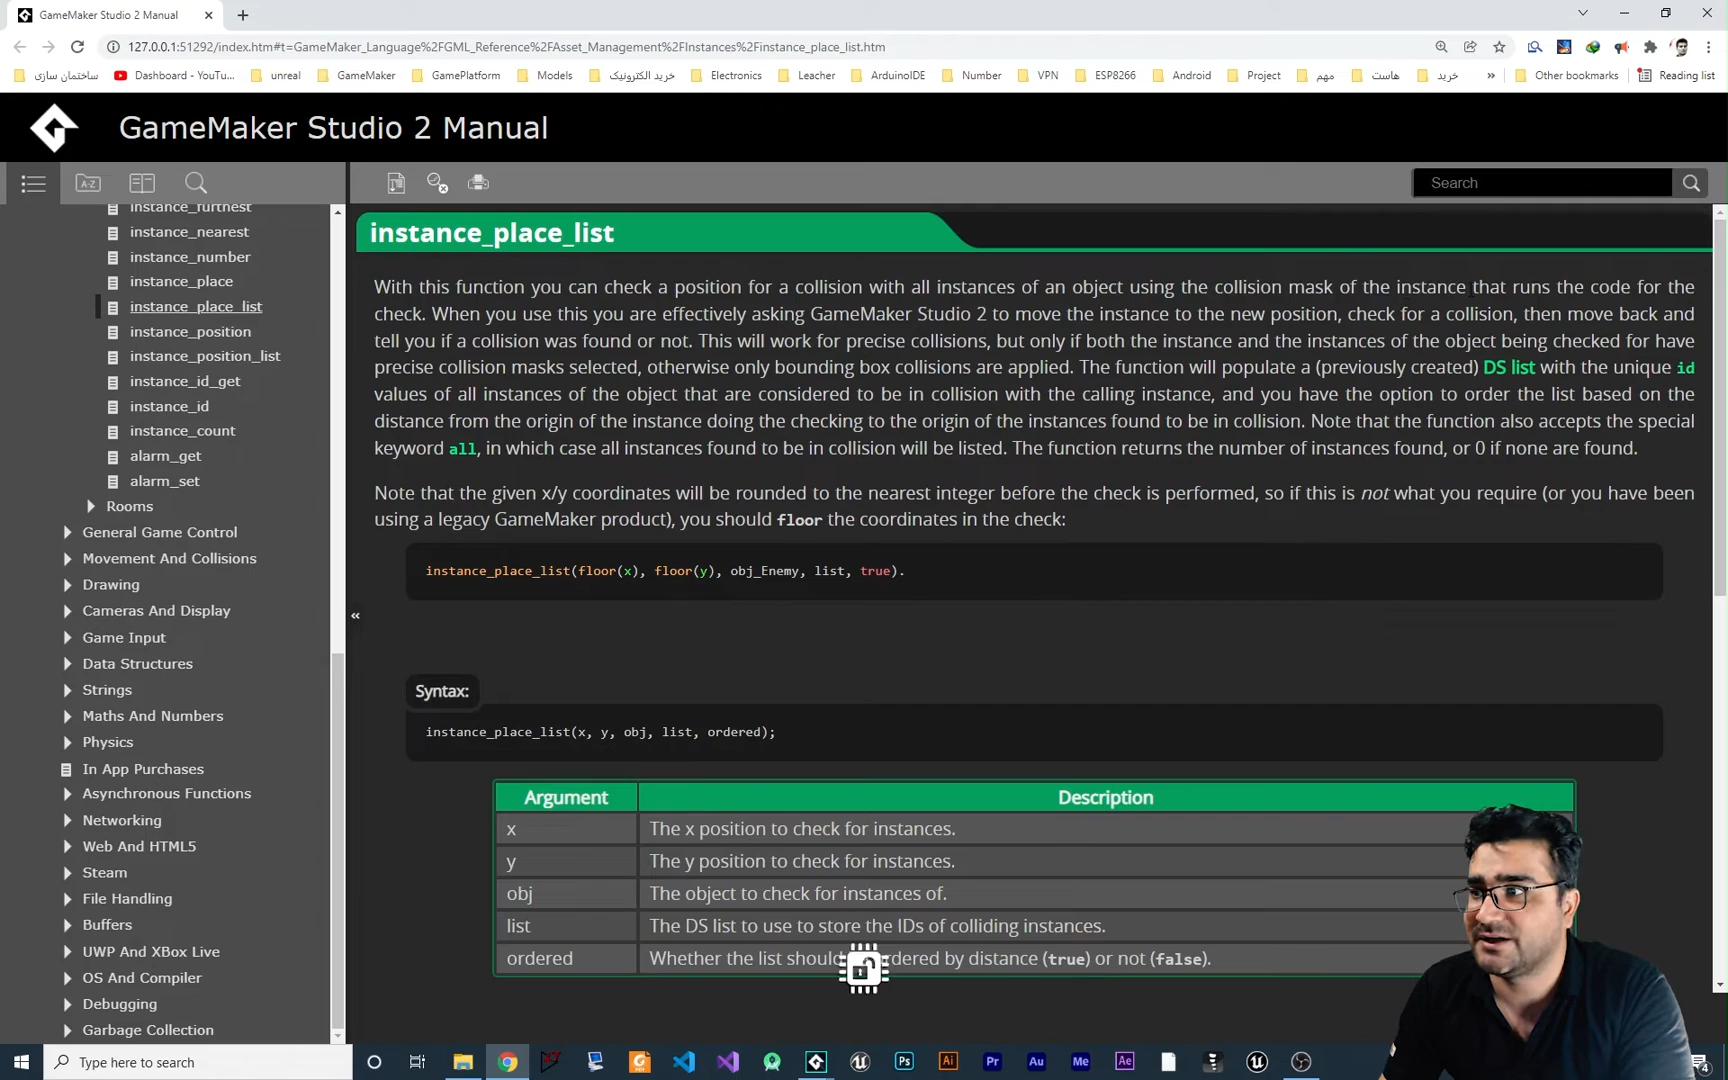 GameMaker Studio 2 Manual
127.0.0.1:51292/index.htm#t=GameMaker_Language%2FGML_Reference%2FAsset_Management%2FInstances%2Finstance_place_list.htm
ساختمان سازی Dashboard - YouTu... unreal GameMaker GamePlatform Models خرید الکترونیک Electronics Leacher ArduinoIDE Number VPN ESP8266 Android Project مهم هاست خرید » Other bookmarks Reading list
GameMaker Studio 2 Manual
A-Z
Search
instance_furthest
instance_nearest
instance_number
instance_place
instance_place_list
instance_position
instance_position_list
instance_id_get
instance_id
instance_count
alarm_get
alarm_set
Rooms
General Game Control
Movement And Collisions
Drawing
Cameras And Display
Game Input
Data Structures
Strings
Maths And Numbers
Physics
In App Purchases
Asynchronous Functions
Networking
Web And HTML5
Steam
File Handling
Buffers
UWP And XBox Live
OS And Compiler
Debugging
Garbage Collection
«
instance_place_list
With this function you can check a position for a collision with all instances of an object using the collision mask of the instance that runs the code for the
check. When you use this you are effectively asking GameMaker Studio 2 to move the instance to the new position, check for a collision, then move back and
tell you if a collision was found or not. This will work for precise collisions, but only if both the instance and the instances of the object being checked for have
precise collision masks selected, otherwise only bounding box collisions are applied. The function will populate a (previously created) DS list with the unique id
values of all instances of the object that are considered to be in collision with the calling instance, and you have the option to order the list based on the
distance from the origin of the instance doing the checking to the origin of the instances found to be in collision. Note that the function also accepts the special
keyword all, in which case all instances found to be in collision will be listed. The function returns the number of instances found, or 0 if none are found.
Note that the given x/y coordinates will be rounded to the nearest integer before the check is performed, so if this is not what you require (or you have been
using a legacy GameMaker product), you should floor the coordinates in the check:
instance_place_list(floor(x), floor(y), obj_Enemy, list, true).
Syntax:
instance_place_list(x, y, obj, list, ordered);
Argument Description
x The x position to check for instances.
y The y position to check for instances.
obj The object to check for instances of.
list The DS list to use to store the IDs of colliding instances.
ordered Whether the list should ordered by distance (true) or not (false).
Type here to search
Ps Ai Pr Au Me Ae
4